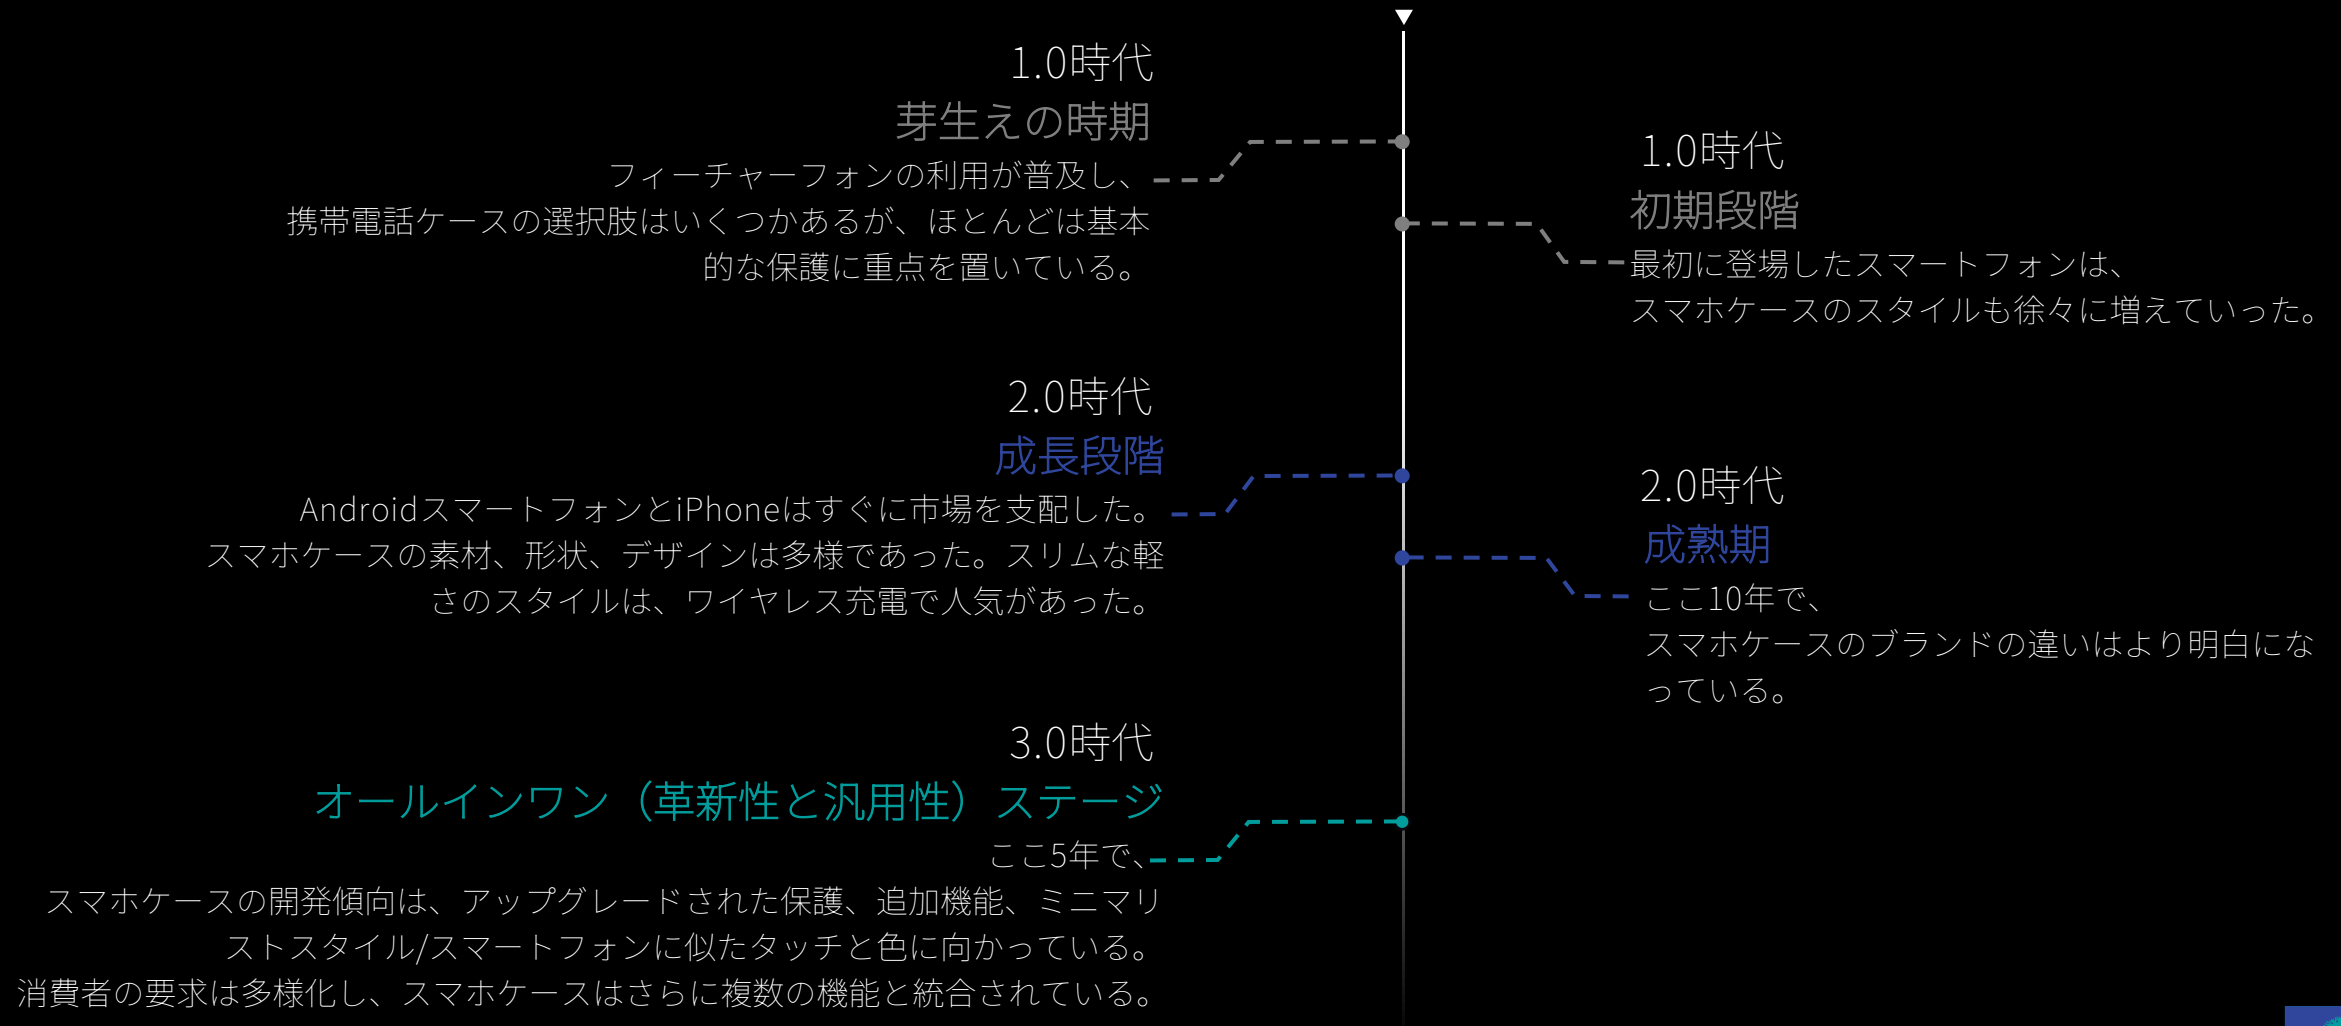 1.0時代
芽生えの時期
フィーチャーフォンの利用が普及し、
携帯電話ケースの選択肢はいくつかあるが、ほとんどは基本
的な保護に重点を置いている。
1.0時代
初期段階
最初に登場したスマートフォンは、
スマホケースのスタイルも徐々に増えていった。
2.0時代
成長段階
AndroidスマートフォンとiPhoneはすぐに市場を支配した。
スマホケースの素材、形状、デザインは多様であった。スリムな軽
さのスタイルは、ワイヤレス充電で人気があった。
2.0時代
成熟期
ここ10年で、
スマホケースのブランドの違いはより明白にな
っている。
3.0時代
オールインワン（革新性と汎用性）ステージ
ここ5年で、
スマホケースの開発傾向は、アップグレードされた保護、追加機能、ミニマリ
ストスタイル/スマートフォンに似たタッチと色に向かっている。
消費者の要求は多様化し、スマホケースはさらに複数の機能と統合されている。